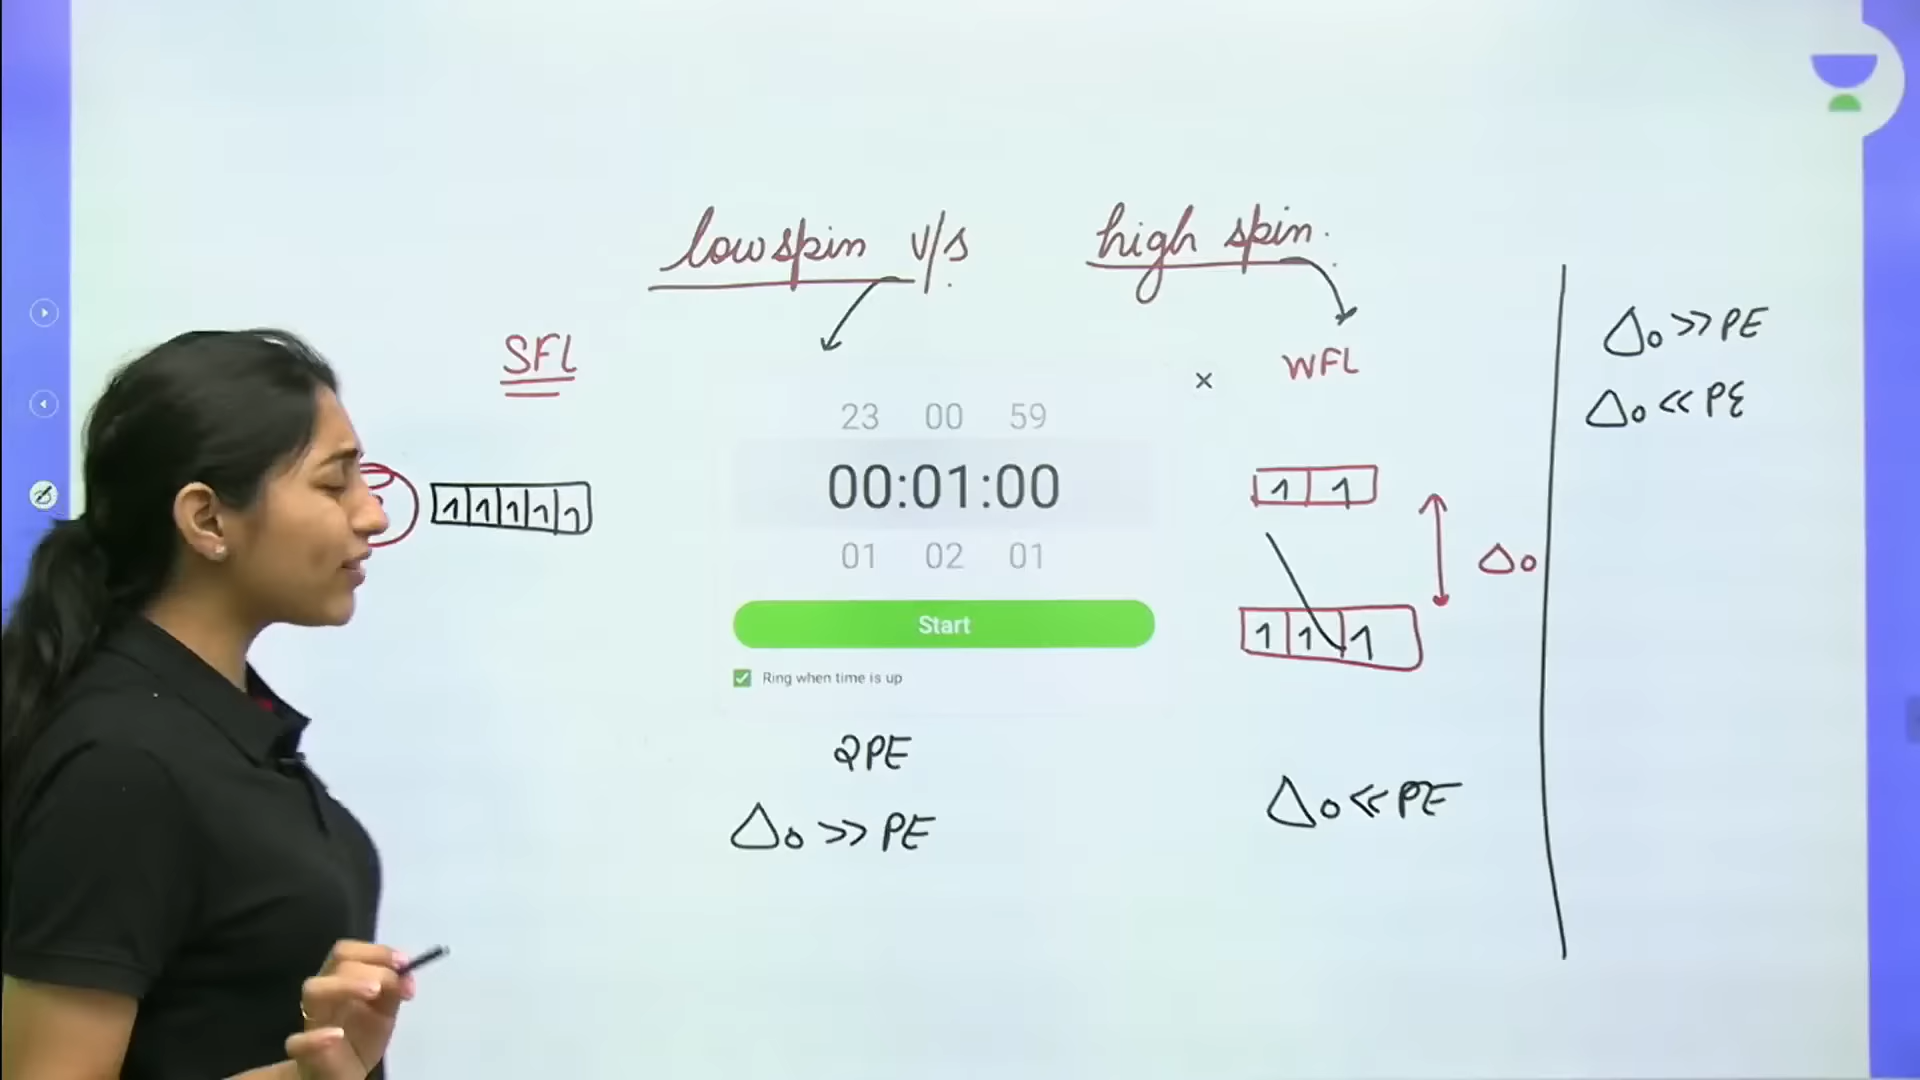 lowspin v/s high spin.
SFL
WFL
×
Δo >> PE
Δo << PE
23 00 59
00:01:00
01 02 01
1 1 1 1 1
1 1
Δo
1 1 1
Start
Ring when time is up
2PE
Δo >> PE
Δo << PE